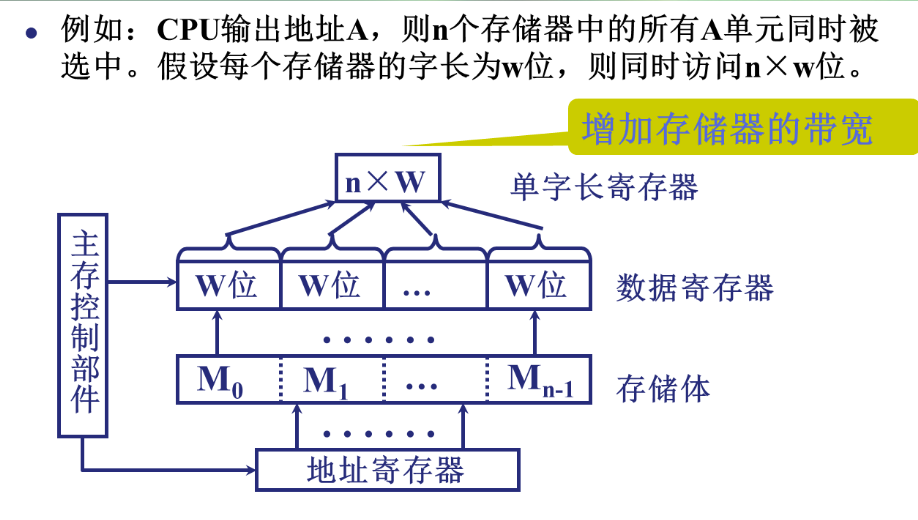 • 例如：CPU输出地址A，则n个存储器中的所有A单元同时被
选中。假设每个存储器的字长为w位，则同时访问n×w位。
增加存储器的带宽
n×W
单字长寄存器
主存控制部件
W位 W位 … W位
数据寄存器
······
M0 M1 … Mn-1
存储体
······
地址寄存器